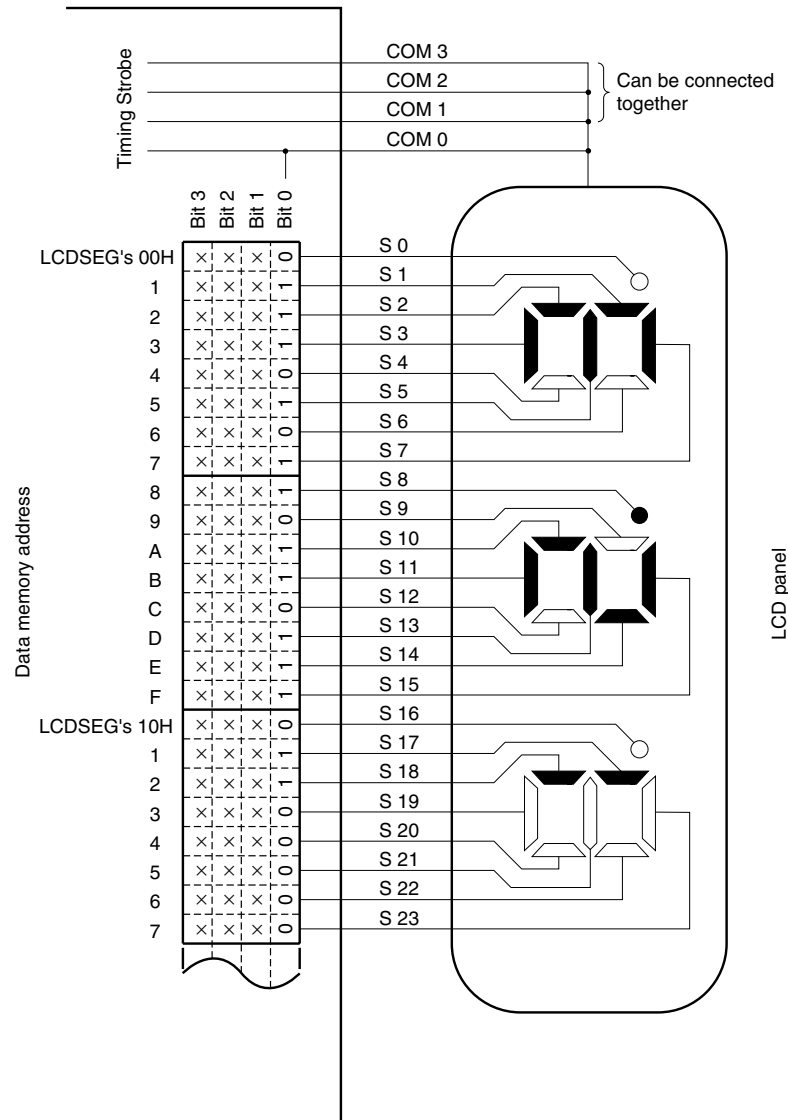 COM 3
COM 2
COM 1
COM 0
Can be connected
together
Timing Strobe
Bit 3
Bit 2
Bit 1
Bit 0
LCDSEG's 00H × × × 0 S 0
1 × × × 1 S 1
2 × × × 1 S 2
3 × × × 1 S 3
4 × × × 0 S 4
5 × × × 1 S 5
6 × × × 0 S 6
7 × × × 1 S 7
8 × × × 1 S 8
9 × × × 0 S 9
A × × × 1 S 10
B × × × 1 S 11
C × × × 0 S 12
D × × × 1 S 13
E × × × 1 S 14
F × × × 1 S 15
LCDSEG's 10H × × × 0 S 16
1 × × × 1 S 17
2 × × × 1 S 18
3 × × × 0 S 19
4 × × × 0 S 20
5 × × × 0 S 21
6 × × × 0 S 22
7 × × × 0 S 23
Data memory address
LCD panel